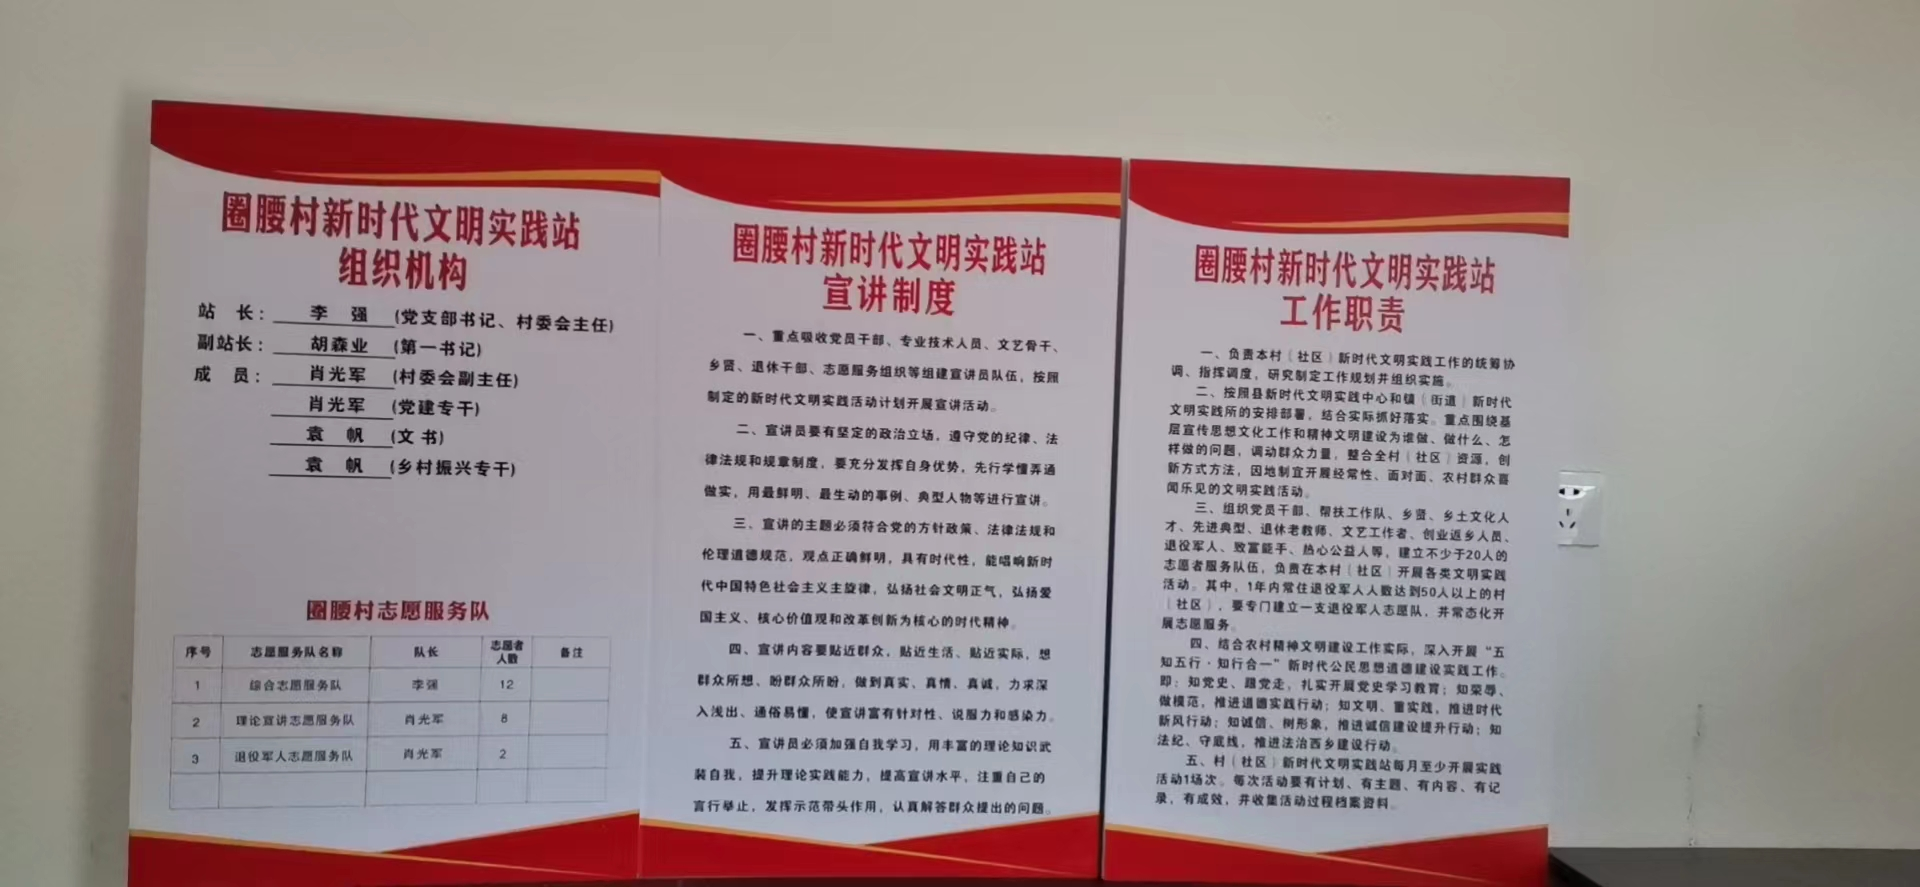 圈腰村新时代文明实践站
组织机构
站 长： 李 强 (党支部书记、村委会主任)
副站长： 胡森业 (第一书记)
成 员： 肖光军 (村委会副主任)
肖光军 (党建专干)
袁 帆 (文 书)
袁 帆 (乡村振兴专干)
圈腰村志愿服务队
序号 志愿服务队名称 队长 志愿者人数 备注
1 综合志愿服务队 李强 12
2 理论宣讲志愿服务队 肖光军 8
3 退役军人志愿服务队 肖光军 2
圈腰村新时代文明实践站
宣讲制度
一、重点吸收党员干部、专业技术人员、文艺骨干、
乡贤、退休干部、志愿服务组织等组建宣讲员队伍，按照
制定的新时代文明实践活动计划开展宣讲活动。
二、宣讲员要有坚定的政治立场，遵守党的纪律、法
律法规和规章制度，要充分发挥自身优势，先行学懂弄通
做实，用最鲜明、最生动的事例、典型人物等进行宣讲。
三、宣讲的主题必须符合党的方针政策、法律法规和
伦理道德规范，观点正确鲜明，具有时代性，能唱响新时
代中国特色社会主义主旋律，弘扬社会文明正气，弘扬爱
国主义、核心价值观和改革创新为核心的时代精神。
四、宣讲内容要贴近群众，贴近生活、贴近实际，想
群众所想、盼群众所盼，做到真实、真情、真诚，力求深
入浅出、通俗易懂，使宣讲富有针对性、说服力和感染力。
五、宣讲员必须加强自我学习，用丰富的理论知识武
装自我，提升理论实践能力，提高宣讲水平，注重自己的
言行举止，发挥示范带头作用，认真解答群众提出的问题。
圈腰村新时代文明实践站
工作职责
一、负责本村（社区）新时代文明实践工作的统筹协
调、指挥调度，研究制定工作规划并组织实施。
二、按照县新时代文明实践中心和镇（街道）新时代
文明实践所的安排部署，结合实际抓好落实。重点围绕基
层宣传思想文化工作和精神文明建设为谁做、做什么、怎
样做的问题，调动群众力量，整合全村（社区）资源，创
新方式方法，因地制宜开展经常性、面对面、农村群众喜
闻乐见的文明实践活动。
三、组织党员干部、帮扶工作队、乡贤、乡土文化人
才、先进典型、退休老教师、文艺工作者、创业返乡人员、
退役军人、致富能手、热心公益人等，建立不少于20人的
志愿者服务队伍，负责在本村（社区）开展各类文明实践
活动。其中，1年内常住退役军人人数达到50人以上的村
（社区），要专门建立一支退役军人志愿队，并常态化开
展志愿服务。
四、结合农村精神文明建设工作实际，深入开展“五
知五行·知行合一”新时代公民思想道德建设实践工作。
即：知党史、跟党走，扎实开展党史学习教育；知荣辱、
做模范，推进道德实践行动；知文明、重实践，推进时代
新风行动；知诚信、树形象，推进诚信建设提升行动；知
法纪、守底线，推进法治西乡建设行动。
五、村（社区）新时代文明实践站每月至少开展实践
活动1场次。每次活动要有计划、有主题、有内容、有记
录，有成效，并收集活动过程档案资料。